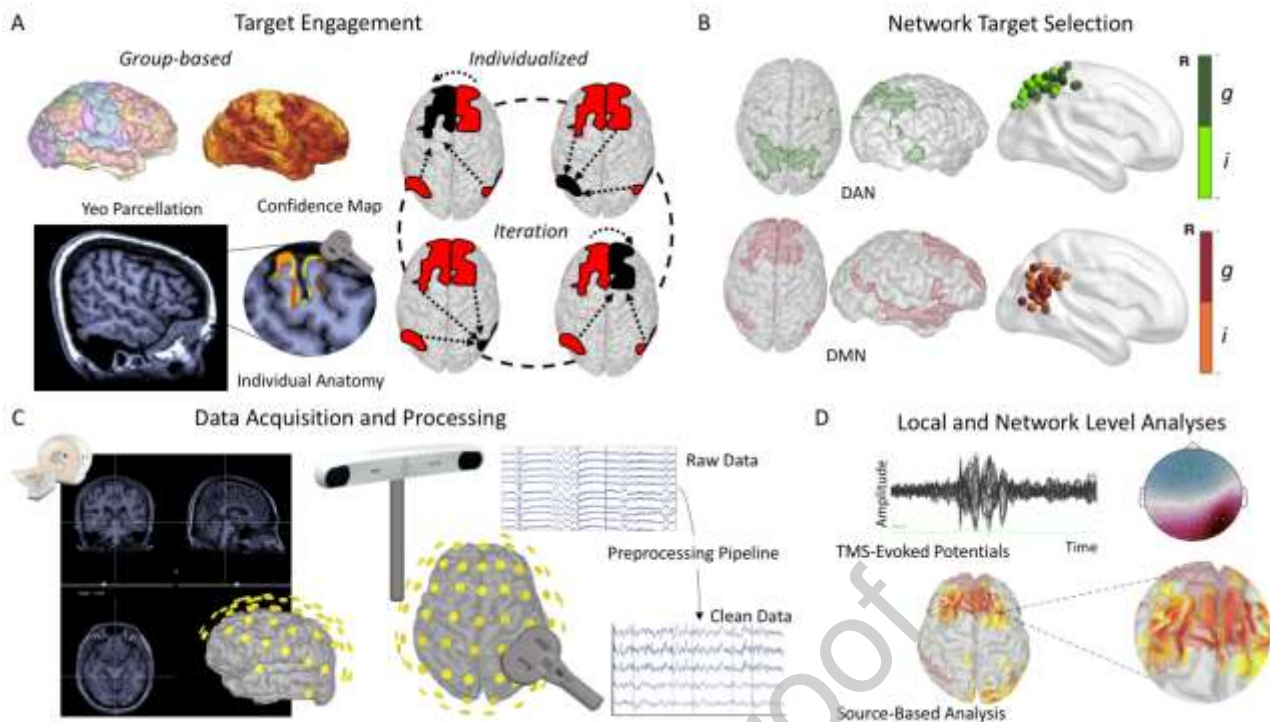 A
Target Engagement
Group-based
Individualized
Yeo Parcellation
Confidence Map
Iteration
Individual Anatomy
B
Network Target Selection
R
g
i
DAN
R
g
i
DMN
C
Data Acquisition and Processing
Raw Data
Preprocessing Pipeline
Clean Data
D
Local and Network Level Analyses
Amplitude
Time
TMS-Evoked Potentials
Source-Based Analysis
proof